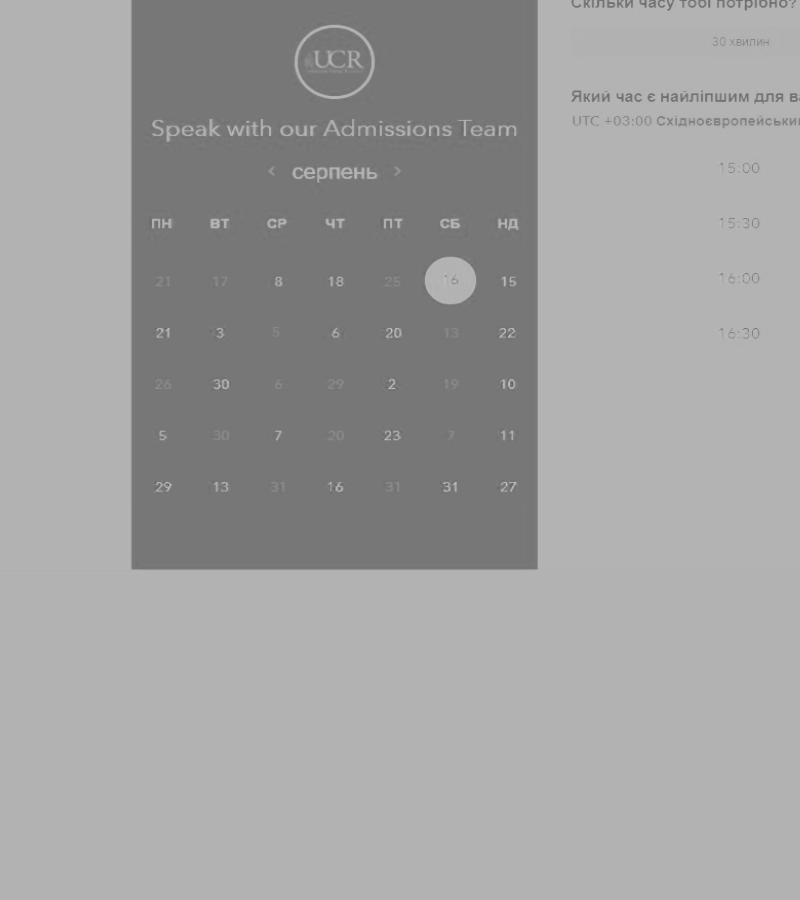 UCR
Speak with our Admissions Team
‹ серпень ›
ПН ВТ СР ЧТ ПТ СБ НД
21 17 8 18 25 16 15
21 3 5 6 20 13 22
26 30 6 29 2 19 10
5 30 7 20 23 7 11
29 13 31 16 31 31 27
Скільки часу тобі потрібно?
30 хвилин
Який час є найліпшим для
UTC +03:00
15:00
15:30
16:00
16:30